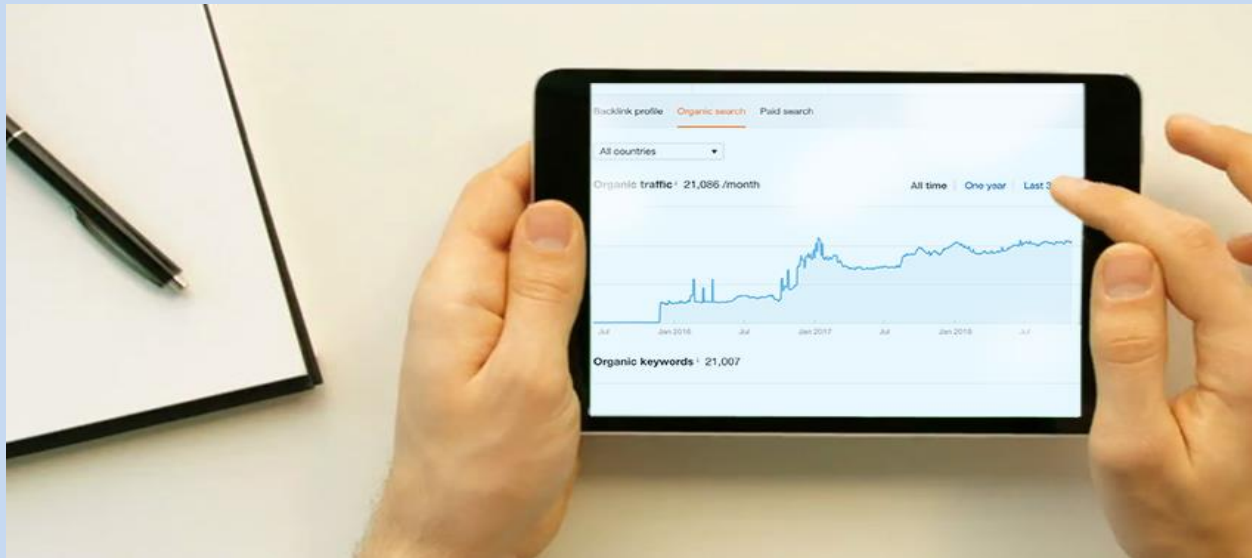 Backlink profile Organic search Paid search
All countries
Organic traffic 21,086 /month All time One year Last 3
Jul Jan 2016 Jul Jan 2017 Jul Jan 2018 Jul
Organic keywords 21,007